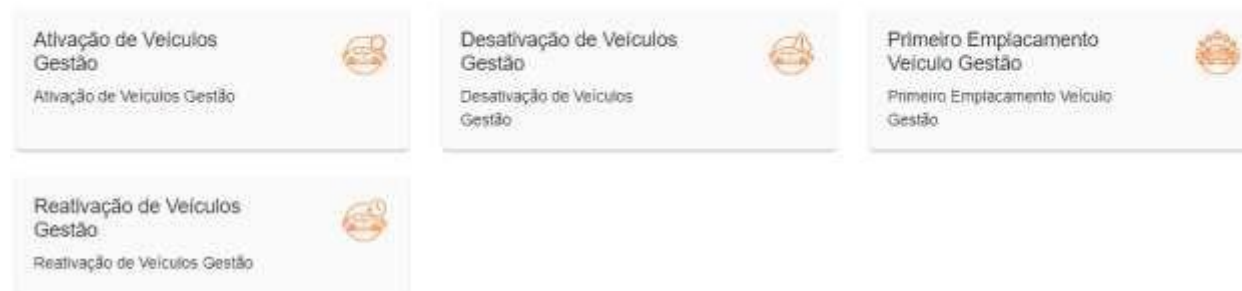 Ativação de Veículos
Gestão
Ativação de Veículos Gestão
Desativação de Veículos
Gestão
Desativação de Veículos
Gestão
Primeiro Emplacamento
Veículo Gestão
Primeiro Emplacamento Veículo
Gestão
Reativação de Veículos
Gestão
Reativação de Veículos Gestão